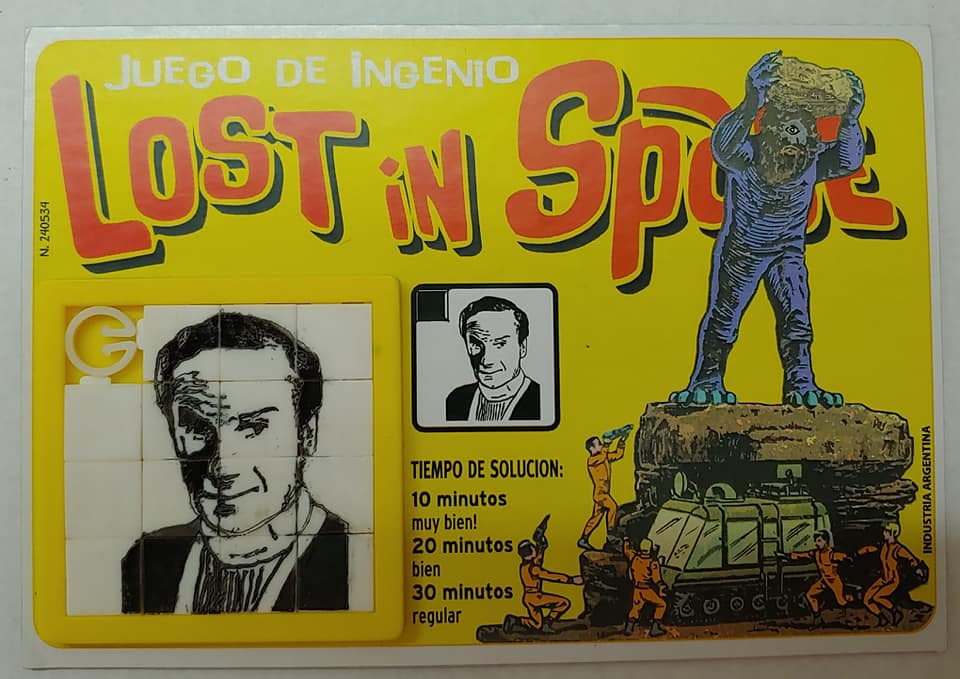 JUEGO DE INGENIO
LOST iN SPACE
N. 240534
TIEMPO DE SOLUCION:
10 minutos
muy bien!
20 minutos
bien
30 minutos
regular
INDUSTRIA ARGENTINA